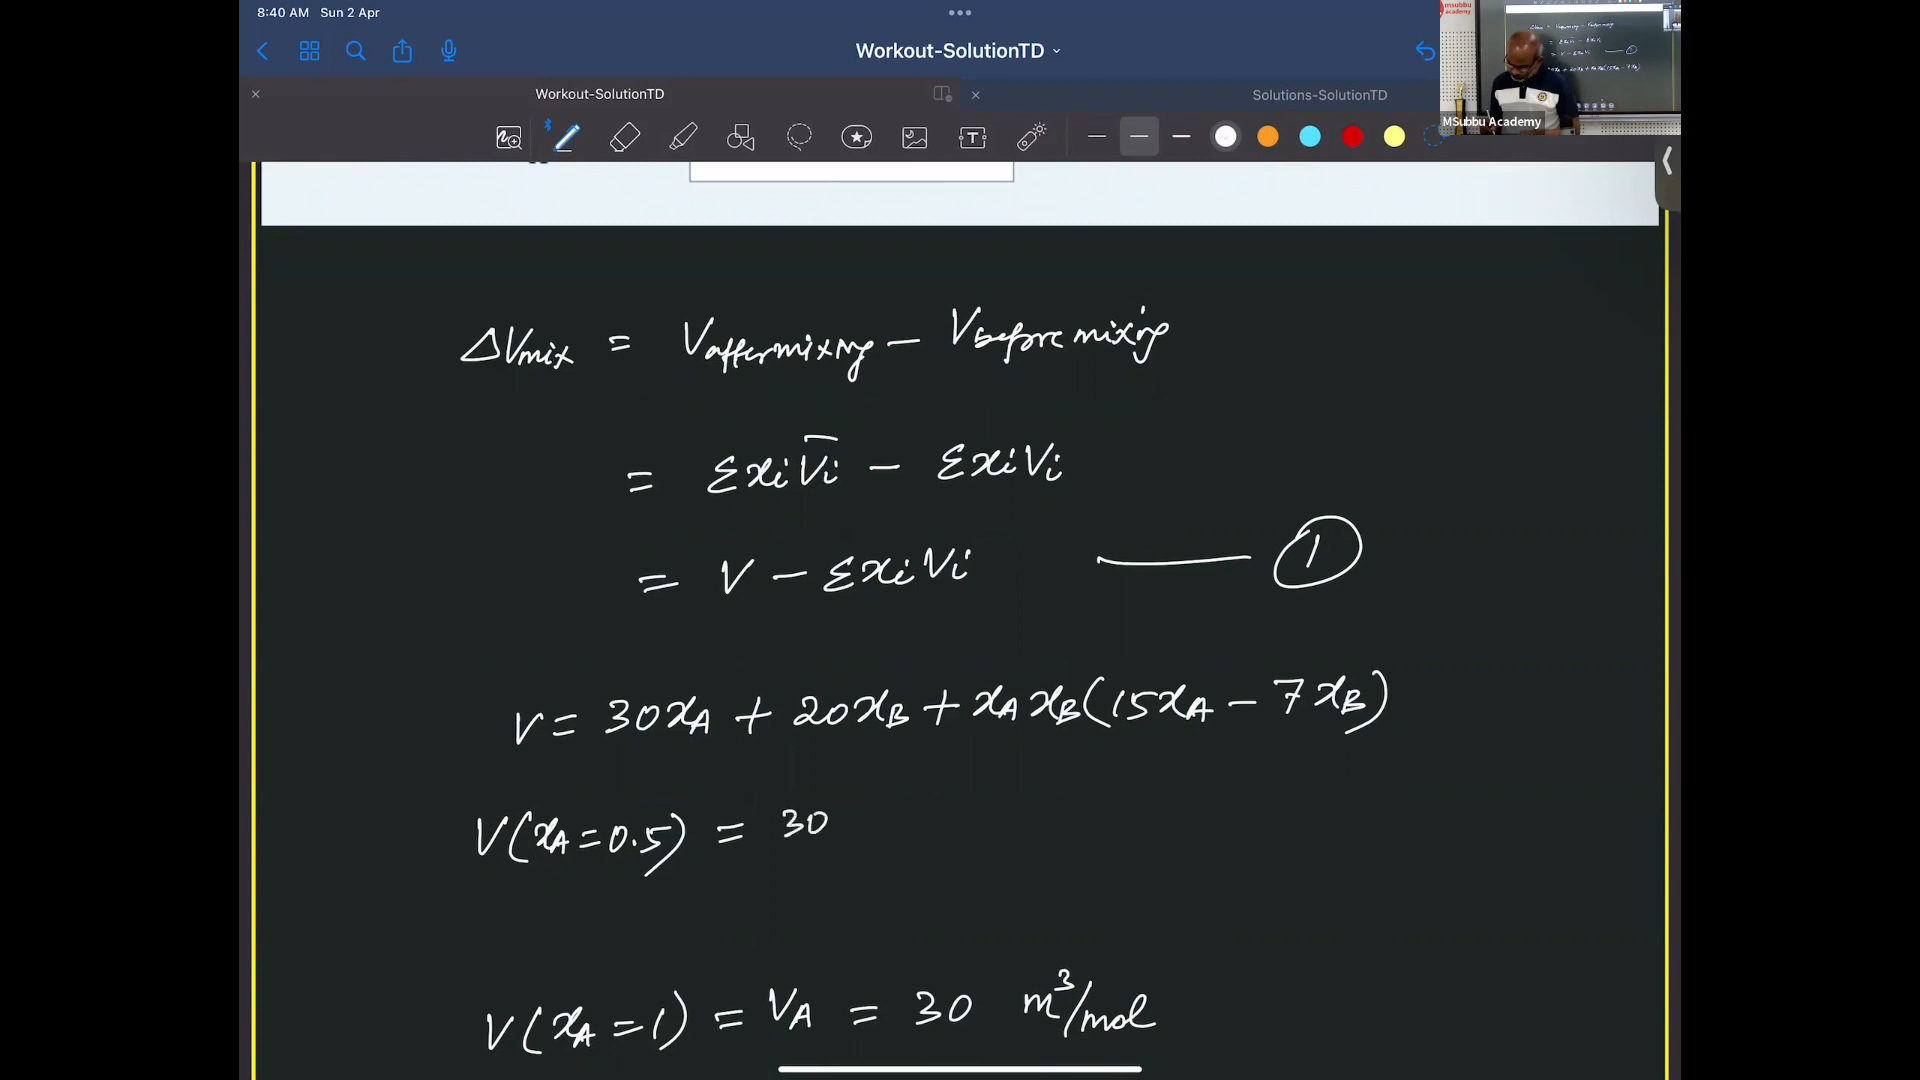 8:40 AM Sun 2 Apr
Workout-SolutionTD
Workout-SolutionTD
Solutions-SolutionTD
msubbu academy
MSubbu Academy
ΔVmix = Vafter mixing − Vbefore mixing
= Σxi V̄i − Σxi Vi
= V − Σxi Vi ——— ①
V = 30xA + 20xB + xA xB(15xA − 7xB)
V(xA = 0.5) = 30
V(xA = 1) = VA = 30 m³/mol